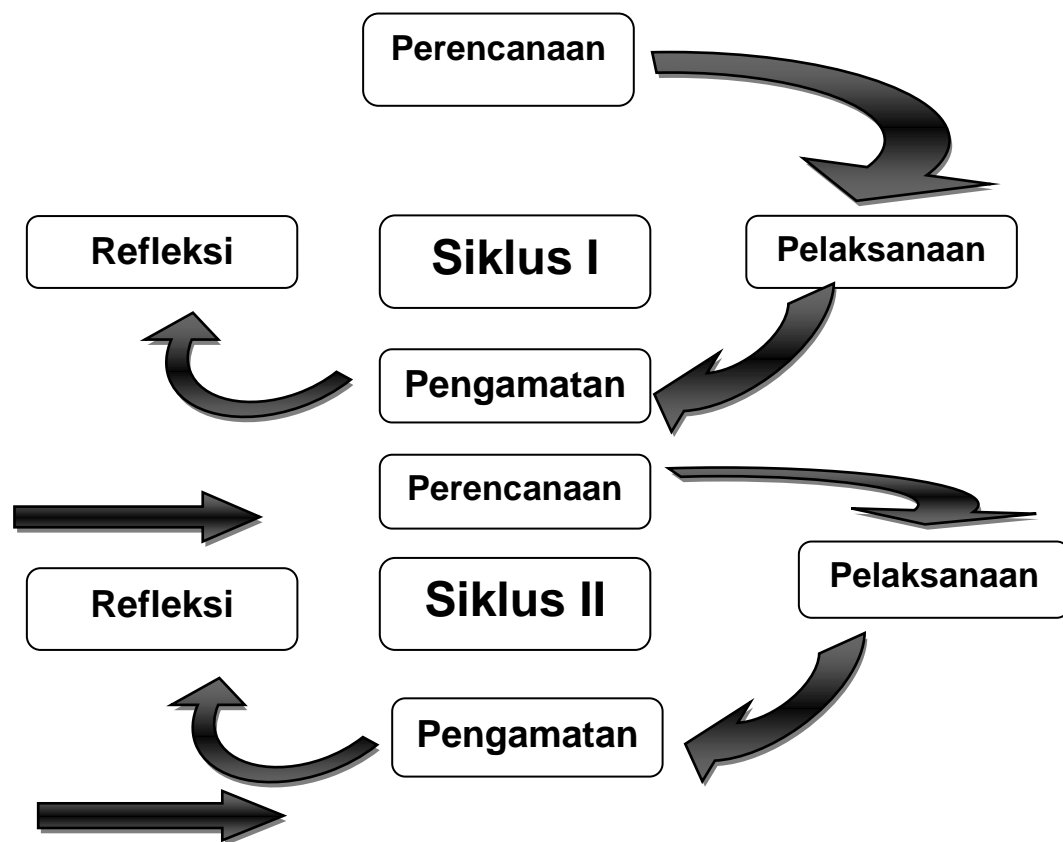 Perencanaan
Refleksi
Siklus I
Pelaksanaan
Pengamatan
Perencanaan
Refleksi
Siklus II
Pelaksanaan
Pengamatan